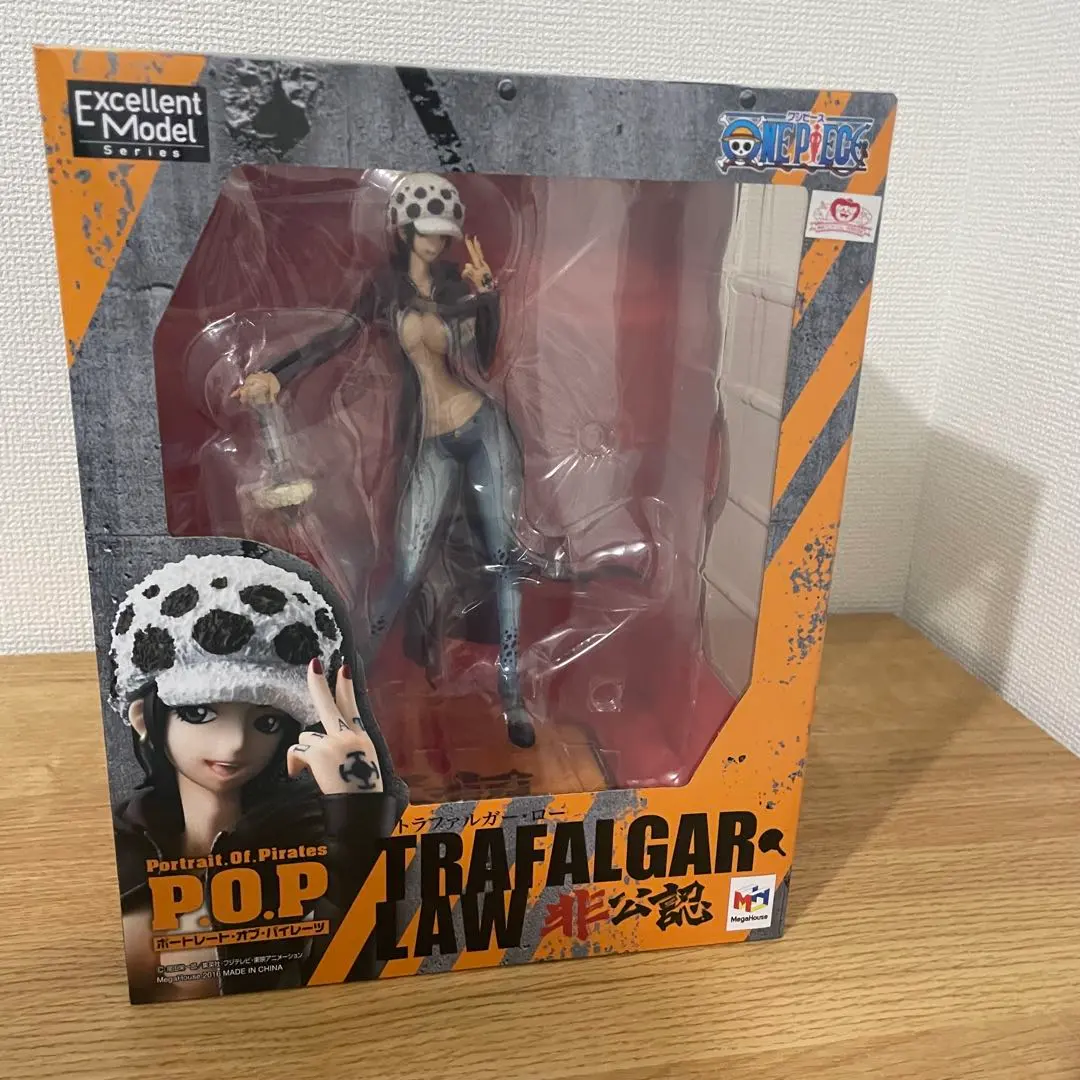 Excellent
Model
Series
ワンピース
ONE PIECE
トラファルガー・ロー
TRAFALGAR
LAW 非公認
Portrait.Of.Pirates
P.O.P
ポートレート・オブ・パイレーツ
MegaHouse 2016 MADE IN CHINA
MegaHouse